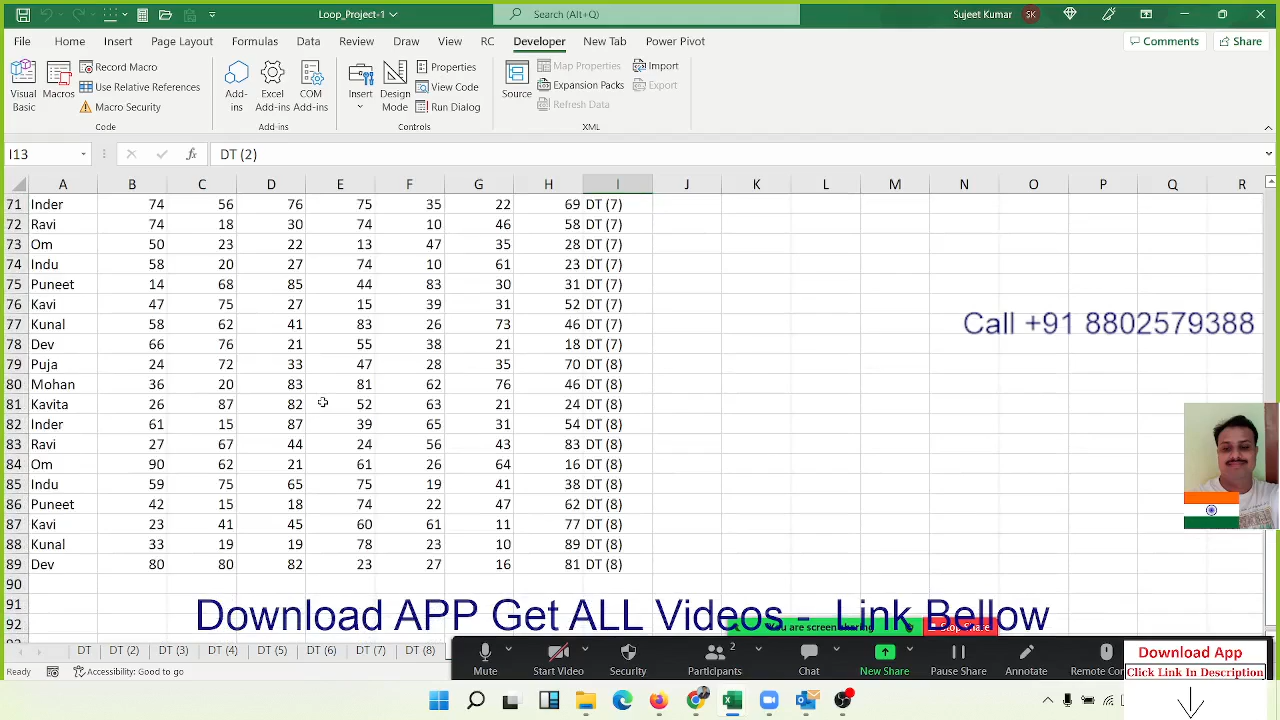 Loop_Project-1
Search (Alt+Q)
Sujeet Kumar
SK
File Home Insert Page Layout Formulas Data Review Draw View RC Developer New Tab Power Pivot
Comments
Share
Visual Basic
Macros
Record Macro
Use Relative References
Macro Security
Code
Add-ins
Excel Add-ins
COM Add-ins
Add-ins
Insert
Design Mode
Properties
View Code
Run Dialog
Controls
Source
Map Properties
Expansion Packs
Refresh Data
Import
Export
XML
I13
fx
DT (2)
A B C D E F G H I J K L M N O P Q R
71 Inder 74 56 76 75 35 22 69 DT (7)
72 Ravi 74 18 30 74 10 46 58 DT (7)
73 Om 50 23 22 13 47 35 28 DT (7)
74 Indu 58 20 27 74 10 61 23 DT (7)
75 Puneet 14 68 85 44 83 30 31 DT (7)
76 Kavi 47 75 27 15 39 31 52 DT (7)
77 Kunal 58 62 41 83 26 73 46 DT (7)
78 Dev 66 76 21 55 38 21 18 DT (7)
79 Puja 24 72 33 47 28 35 70 DT (8)
80 Mohan 36 20 83 81 62 76 46 DT (8)
81 Kavita 26 87 82 52 63 21 24 DT (8)
82 Inder 61 15 87 39 65 31 54 DT (8)
83 Ravi 27 67 44 24 56 43 83 DT (8)
84 Om 90 62 21 61 26 64 16 DT (8)
85 Indu 59 75 65 75 19 41 38 DT (8)
86 Puneet 42 15 18 74 22 47 62 DT (8)
87 Kavi 23 41 45 60 61 11 77 DT (8)
88 Kunal 33 19 19 78 23 10 89 DT (8)
89 Dev 80 80 82 23 27 16 81 DT (8)
90
91
92
Call +91 8802579388
Download APP Get ALL Videos - Link Bellow
You are screen sharing
Stop Share
DT DT (2) DT (3) DT (4) DT (5) DT (6) DT (7) DT (8)
Accessibility: Good to go
Mute
Start Video
Security
2
Participants
Chat
New Share
Pause Share
Annotate
Download App
Click Link In Description